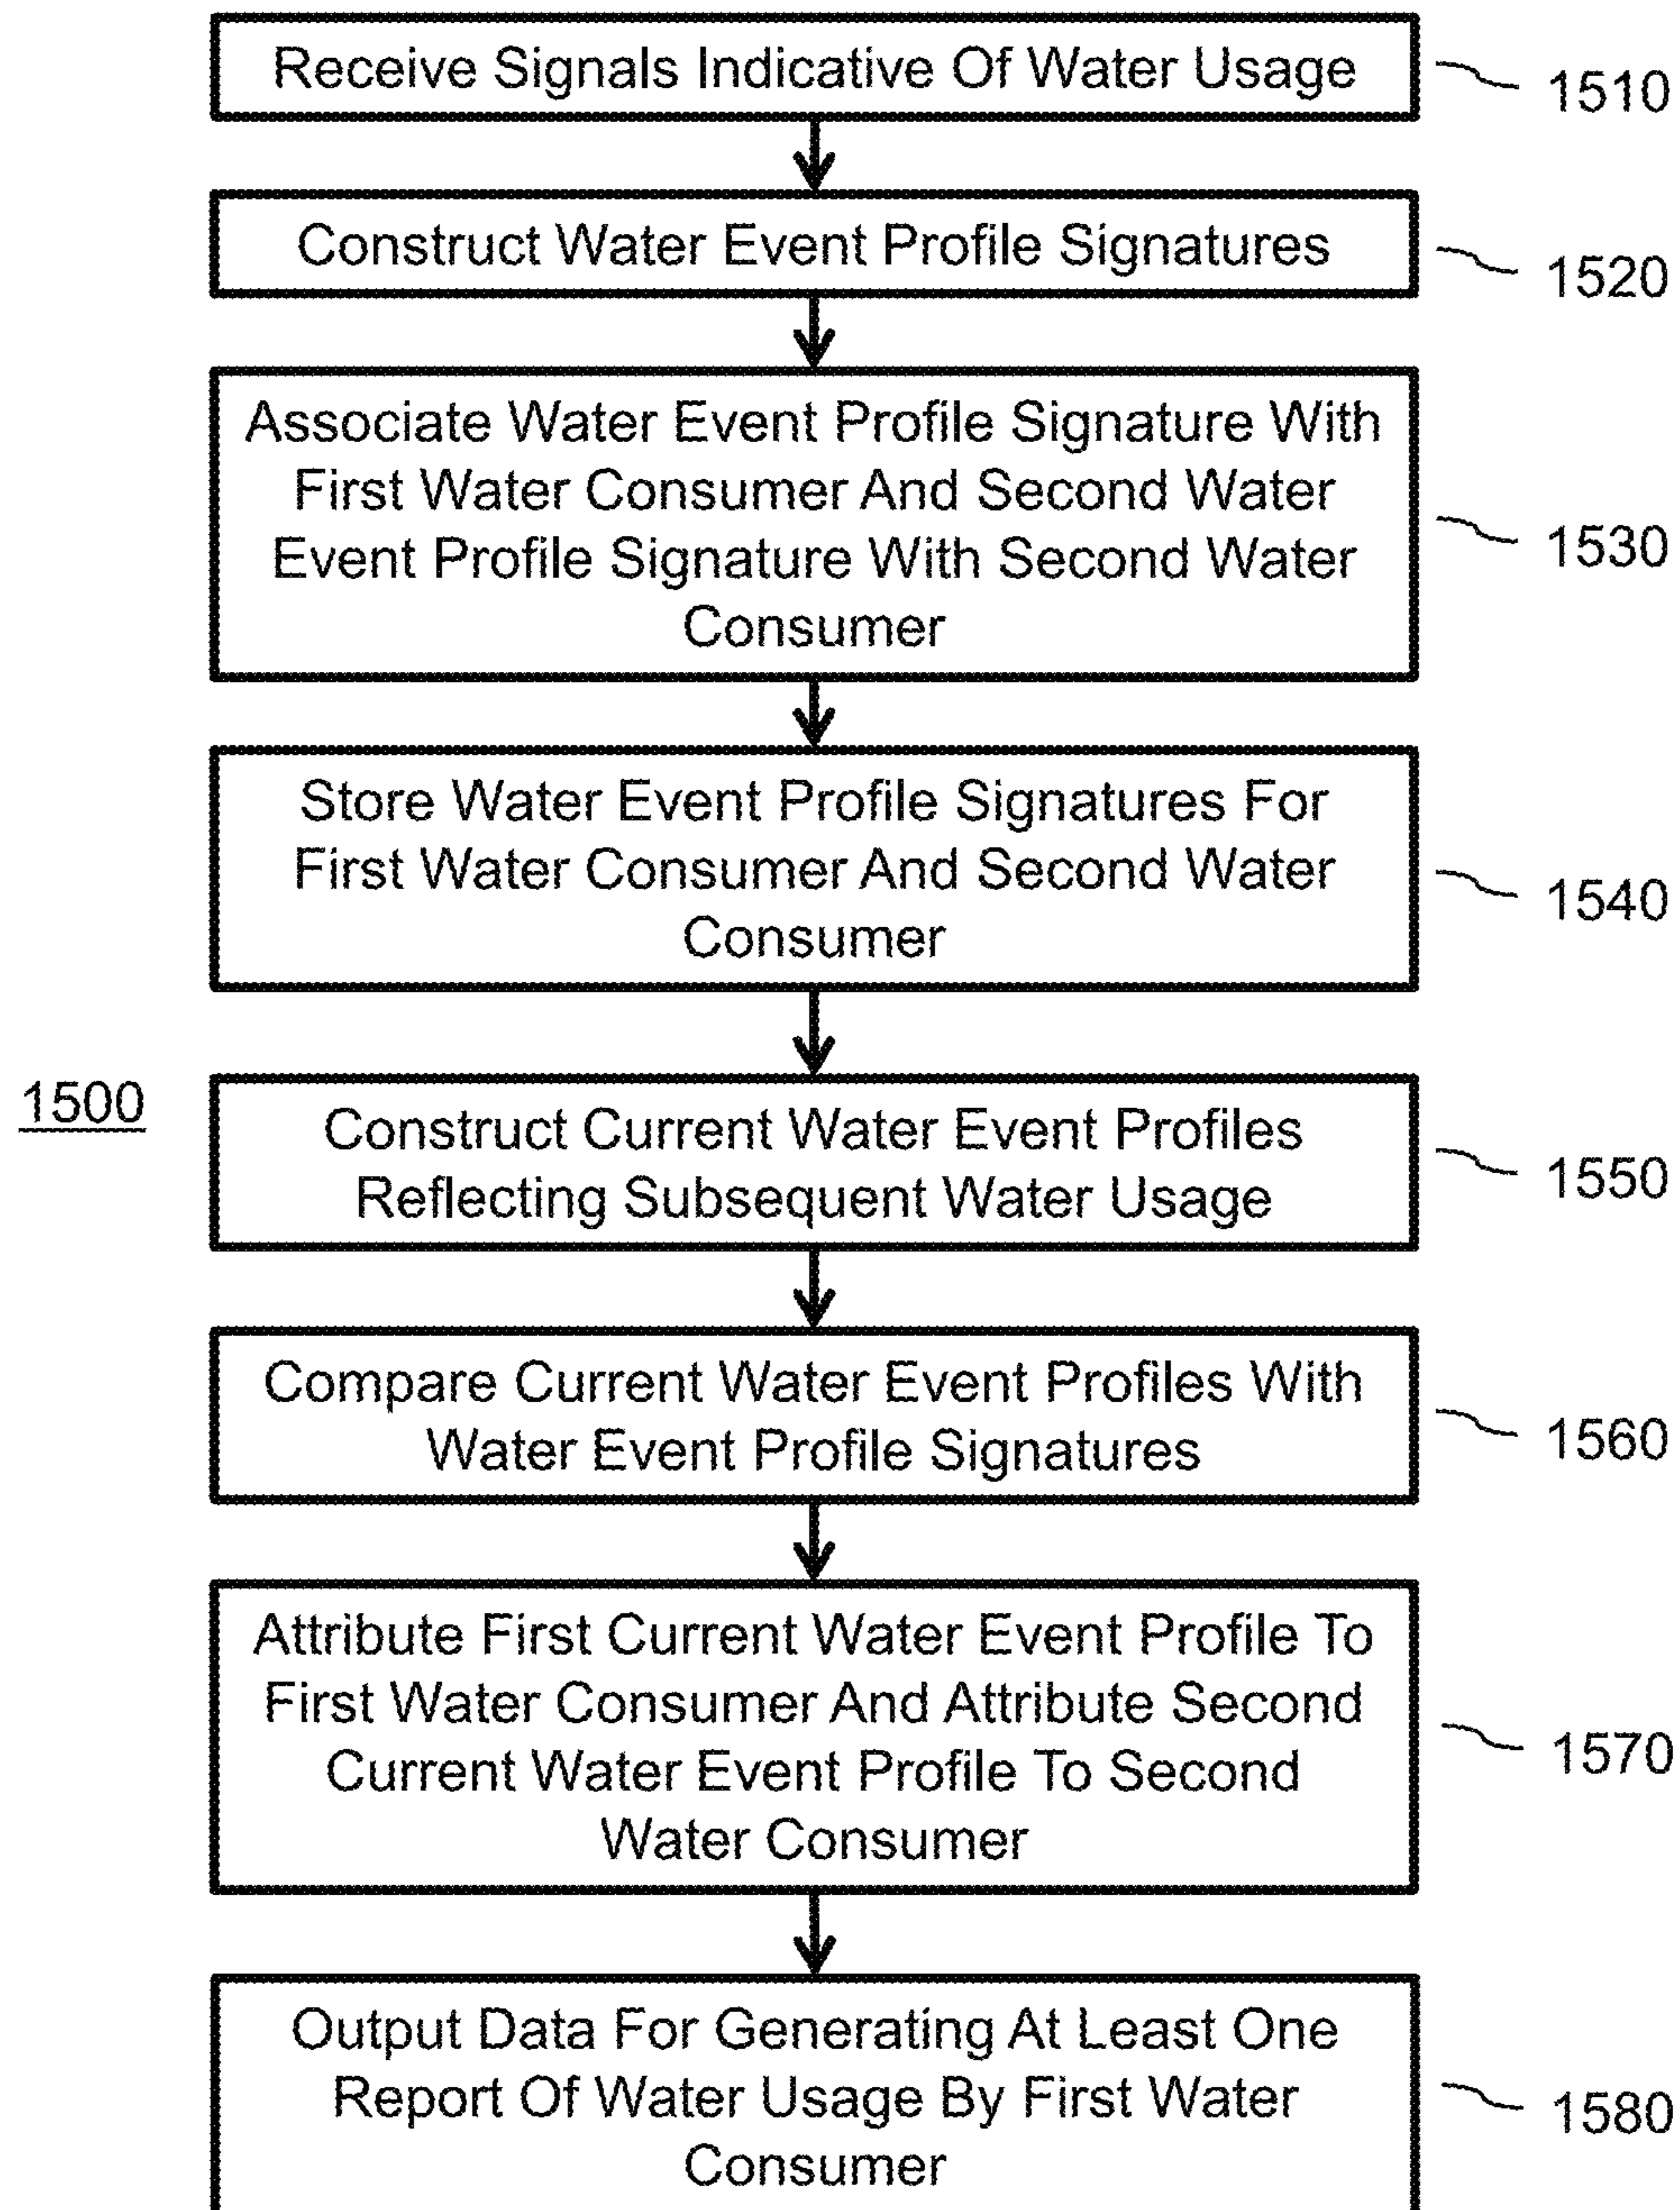 Receive Signals Indicative Of Water Usage
1510
Construct Water Event Profile Signatures
1520
Associate Water Event Profile Signature With
First Water Consumer And Second Water
Event Profile Signature With Second Water
Consumer
1530
Store Water Event Profile Signatures For
First Water Consumer And Second Water
Consumer
1540
1500
Construct Current Water Event Profiles
Reflecting Subsequent Water Usage
1550
Compare Current Water Event Profiles With
Water Event Profile Signatures
1560
Attribute First Current Water Event Profile To
First Water Consumer And Attribute Second
Current Water Event Profile To Second
Water Consumer
1570
Output Data For Generating At Least One
Report Of Water Usage By First Water
Consumer
1580